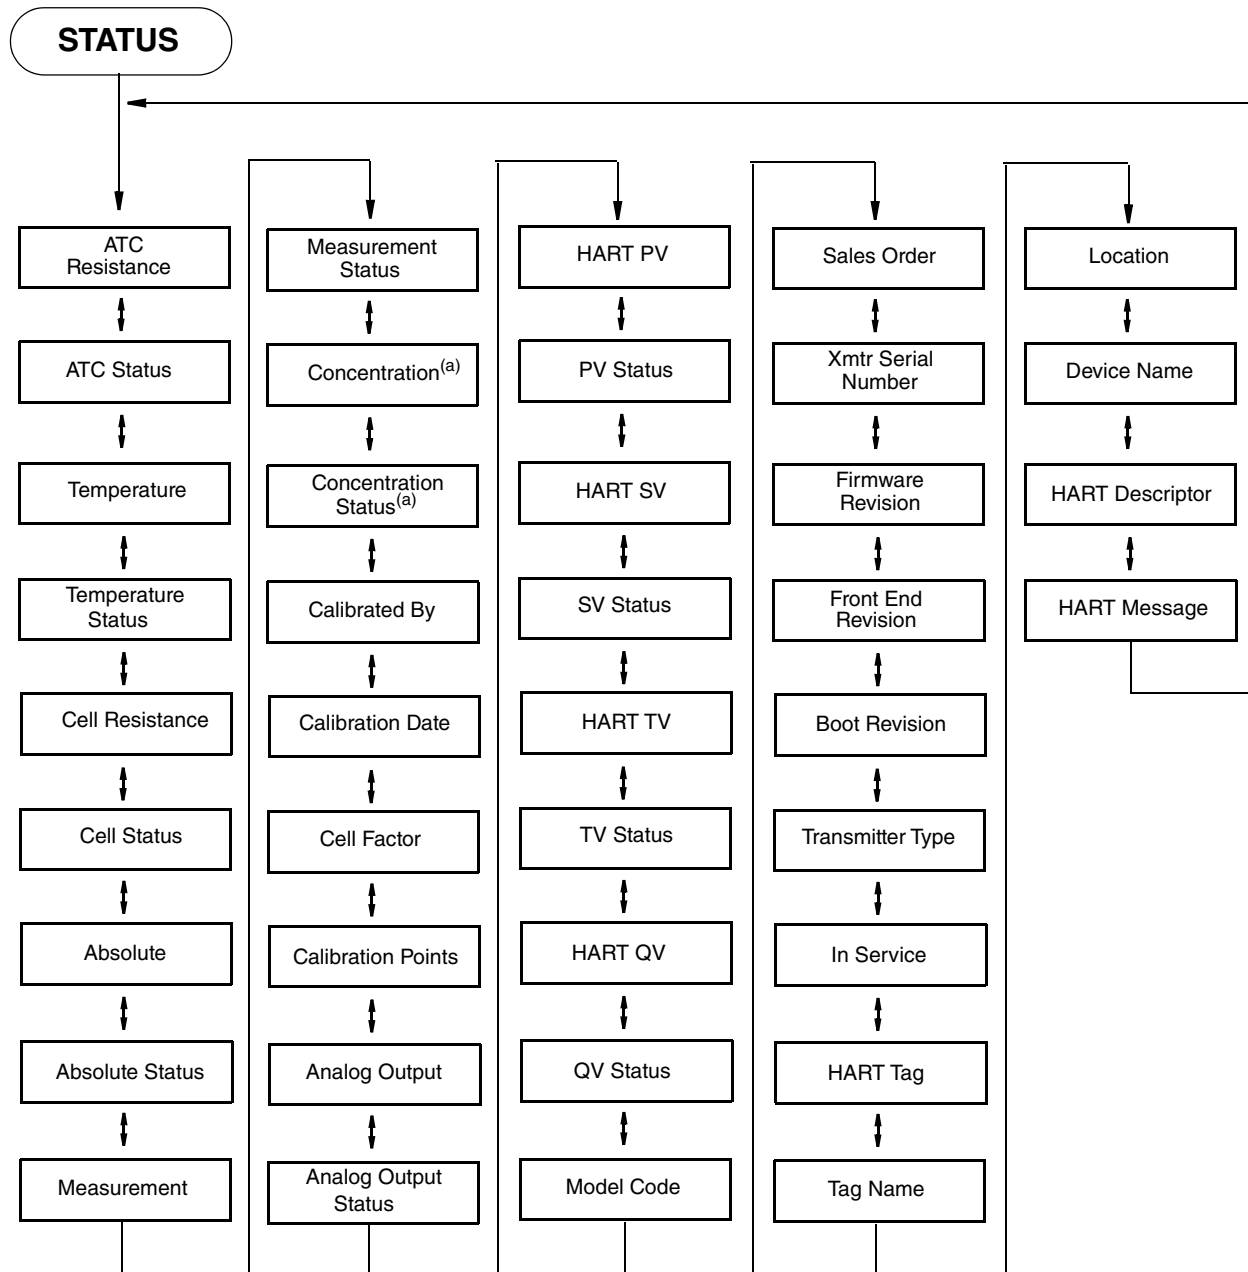 STATUS
ATC
Resistance
ATC Status
Temperature
Temperature
Status
Cell Resistance
Cell Status
Absolute
Absolute Status
Measurement
Measurement
Status
Concentration(a)
Concentration
Status(a)
Calibrated By
Calibration Date
Cell Factor
Calibration Points
Analog Output
Analog Output
Status
HART PV
PV Status
HART SV
SV Status
HART TV
TV Status
HART QV
QV Status
Model Code
Sales Order
Xmtr Serial
Number
Firmware
Revision
Front End
Revision
Boot Revision
Transmitter Type
In Service
HART Tag
Tag Name
Location
Device Name
HART Descriptor
HART Message